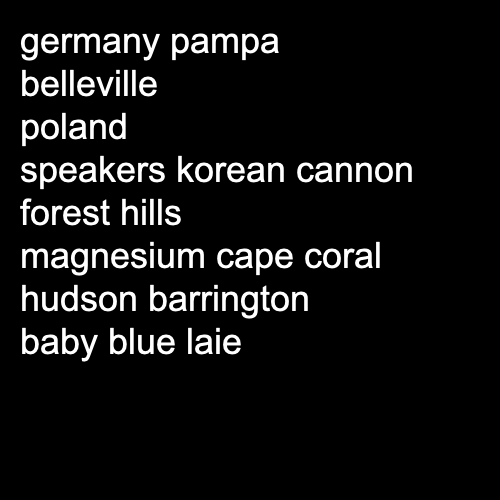 germany pampa
belleville
poland
speakers korean cannon
forest hills
magnesium cape coral
hudson barrington
baby blue laie